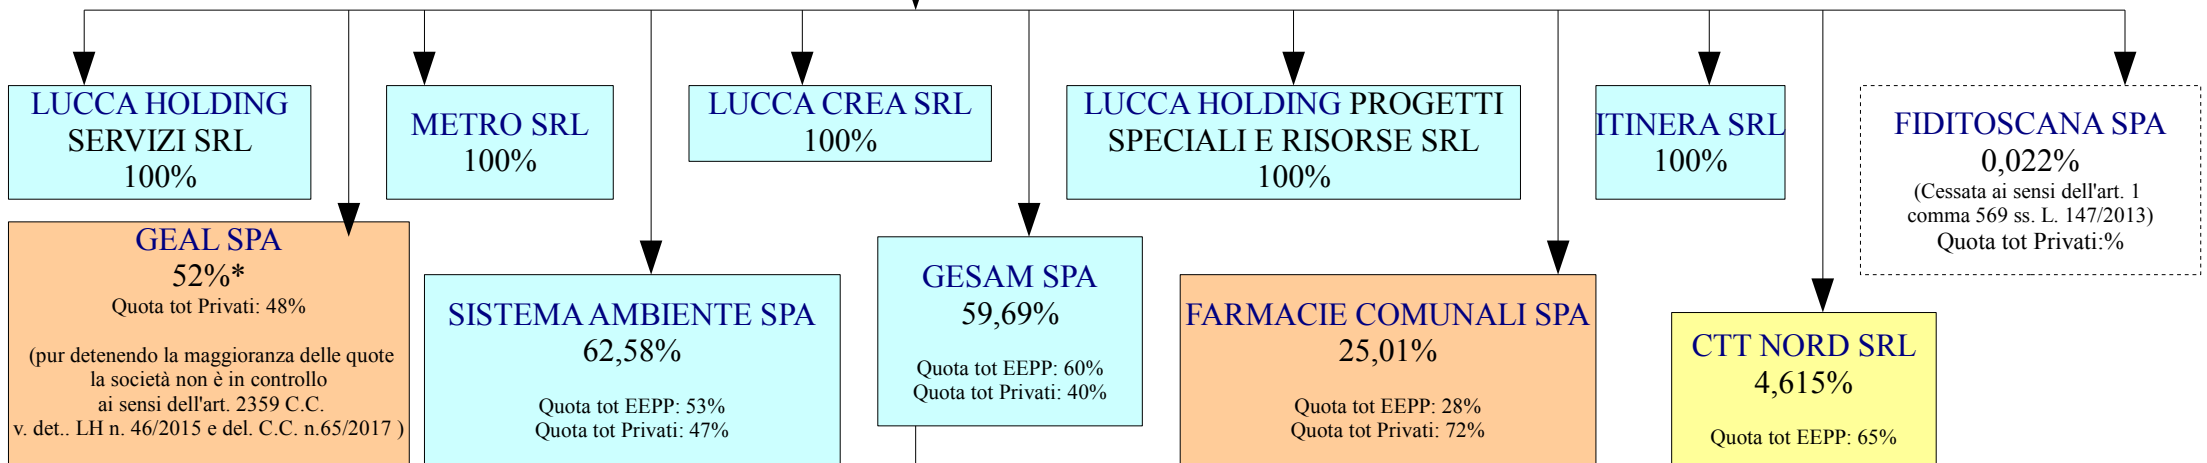 LUCCA HOLDING
SERVIZI SRL
100%
METRO SRL
100%
LUCCA CREA SRL
100%
LUCCA HOLDING PROGETTI
SPECIALI E RISORSE SRL
100%
ITINERA SRL
100%
FIDITOSCANA SPA
0,022%
(Cessata ai sensi dell'art. 1
comma 569 ss. L. 147/2013)
Quota tot Privati:%
GEAL SPA
52%*
Quota tot Privati: 48%
(pur detenendo la maggioranza delle quote
la società non è in controllo
ai sensi dell'art. 2359 C.C.
v. det.. LH n. 46/2015 e del. C.C. n.65/2017 )
SISTEMA AMBIENTE SPA
62,58%
Quota tot EEPP: 53%
Quota tot Privati: 47%
GESAM SPA
59,69%
Quota tot EEPP: 60%
Quota tot Privati: 40%
FARMACIE COMUNALI SPA
25,01%
Quota tot EEPP: 28%
Quota tot Privati: 72%
CTT NORD SRL
4,615%
Quota tot EEPP: 65%